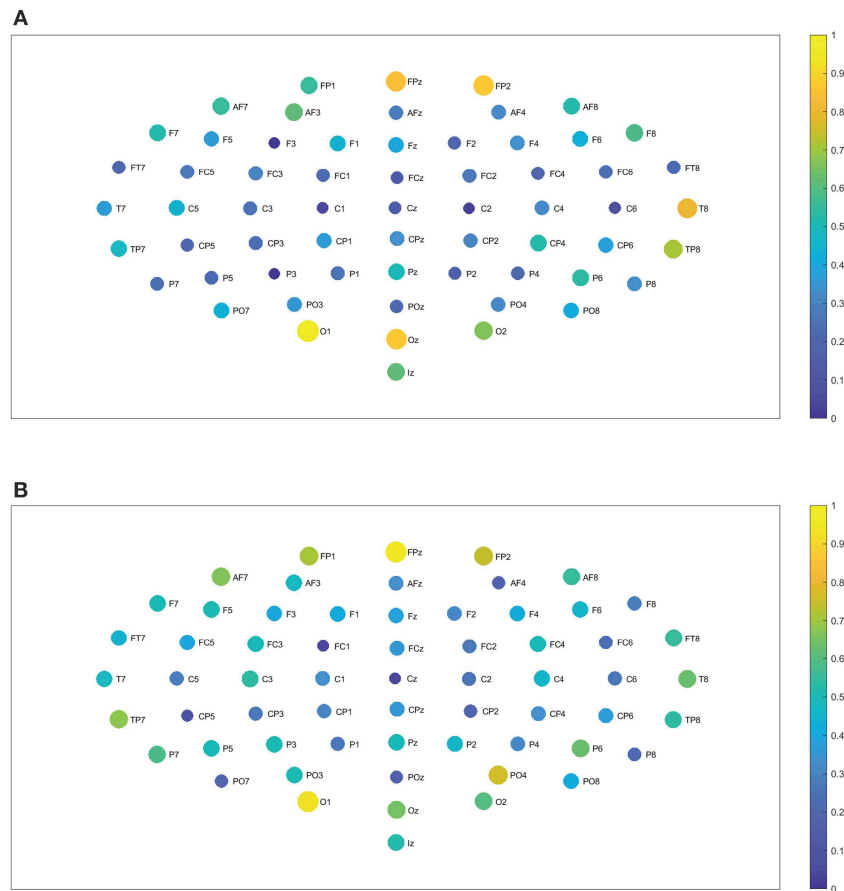 A
FPz
FP1 FP2
AF7 AF3 AFz AF4 AF8
F7 F5 F3 F1 Fz F2 F4 F6 F8
FT7 FC5 FC3 FC1 FCz FC2 FC4 FC6 FT8
T7 C5 C3 C1 Cz C2 C4 C6 T8
TP7 CP5 CP3 CP1 CPz CP2 CP4 CP6 TP8
P7 P5 P3 P1 Pz P2 P4 P6 P8
PO7 PO3 POz PO4 PO8
O1 Oz O2
Iz
1
0.9
0.8
0.7
0.6
0.5
0.4
0.3
0.2
0.1
0
B
FPz
FP1 FP2
AF7 AF3 AFz AF4 AF8
F7 F5 F3 F1 Fz F2 F4 F6 F8
FT7 FC5 FC3 FC1 FCz FC2 FC4 FC6 FT8
T7 C5 C3 C1 Cz C2 C4 C6 T8
TP7 CP5 CP3 CP1 CPz CP2 CP4 CP6 TP8
P7 P5 P3 P1 Pz P2 P4 P6 P8
PO7 PO3 POz PO4 PO8
O1 Oz O2
Iz
1
0.9
0.8
0.7
0.6
0.5
0.4
0.3
0.2
0.1
0